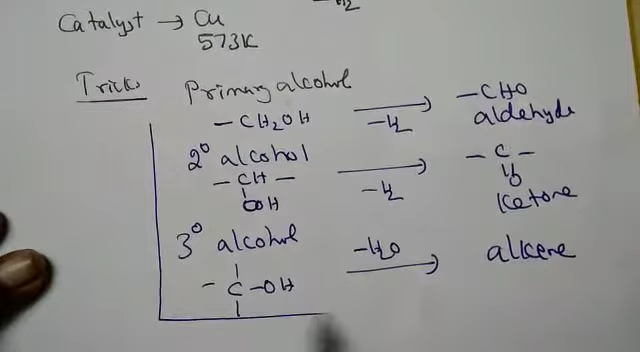 -H2
Catalyst → Cu
573K
Trick Primary alcohol
-CH2OH → -H2 -CHO
aldehyde
2° alcohol
-CH- → -H2 -C-
OH O
Ketone
3° alcohol -H2O → alkene
-C-OH